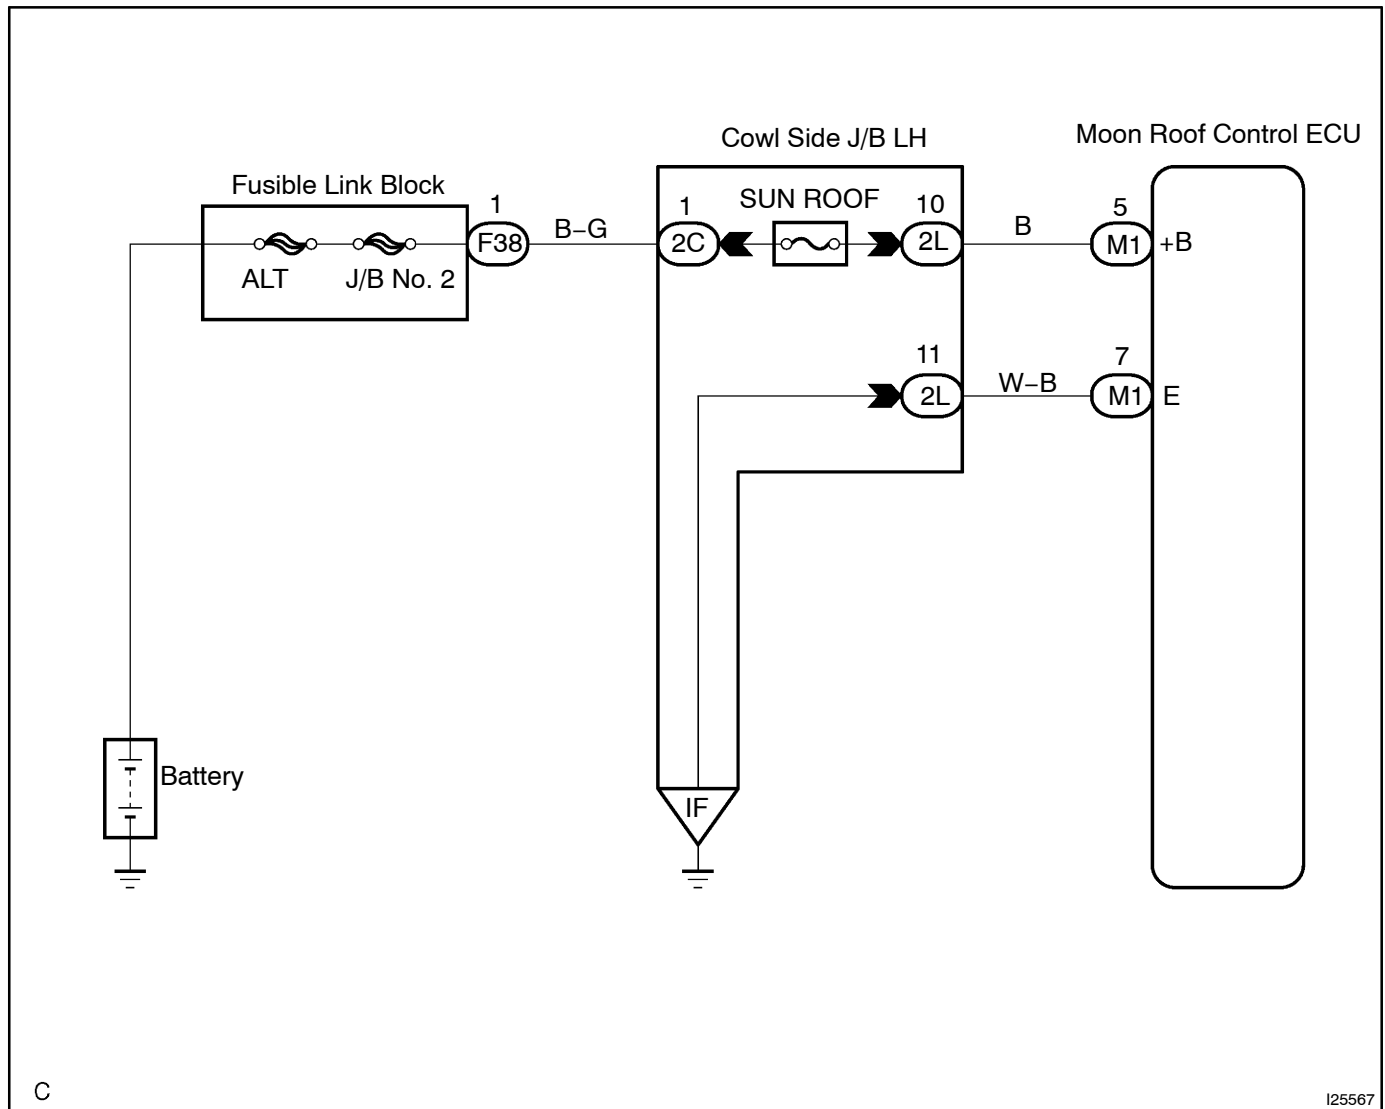 Cowl Side J/B LH
Moon Roof Control ECU
Fusible Link Block
SUN ROOF
1
F38
B–G
1
2C
10
2L
B
5
M1
+B
ALT
J/B No. 2
11
2L
W–B
7
M1
E
Battery
IF
C
I25567